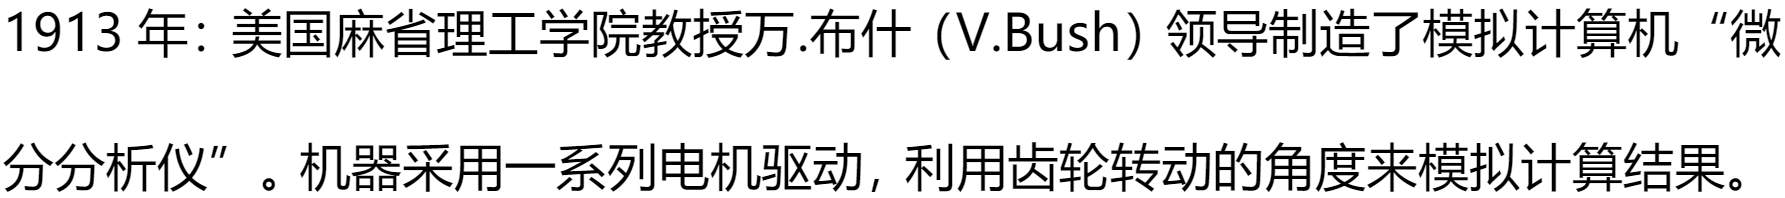 1913 年：美国麻省理工学院教授万.布什（V.Bush）领导制造了模拟计算机“微
分分析仪”。机器采用一系列电机驱动，利用齿轮转动的角度来模拟计算结果。